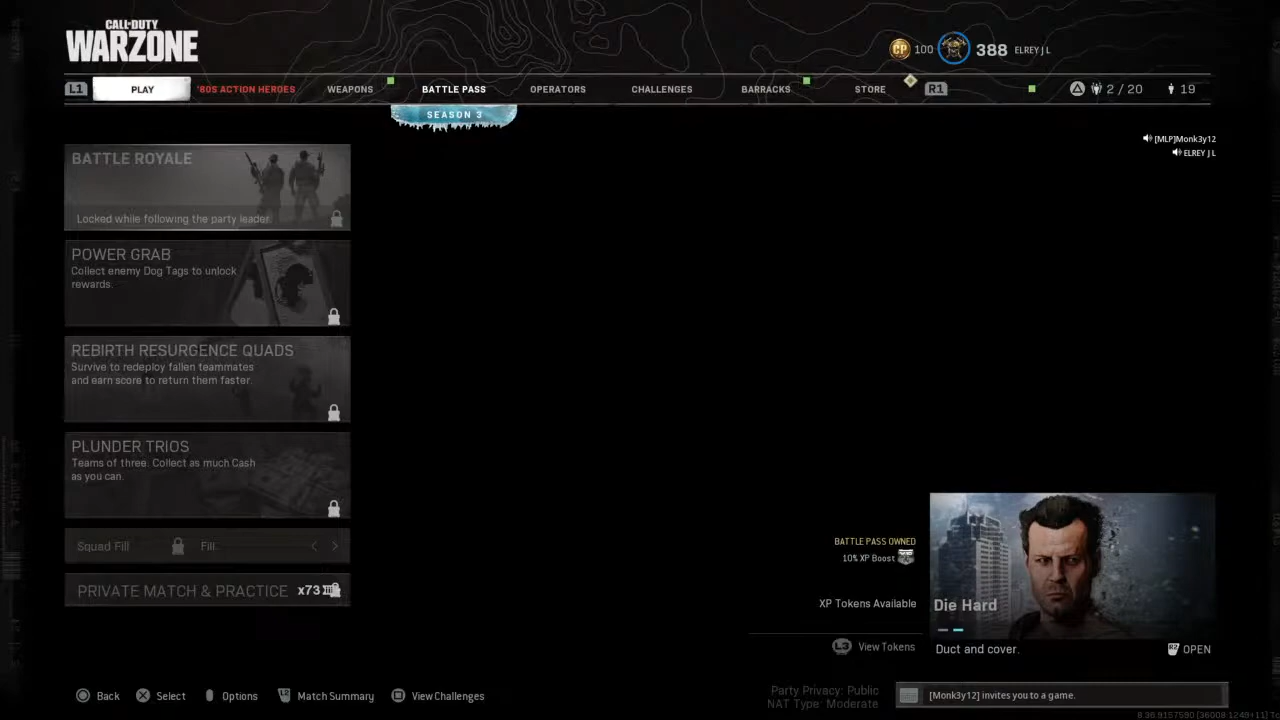 CALL OF DUTY
WARZONE
CP 100 388 ELREY J L
L1 PLAY '80S ACTION HEROES WEAPONS BATTLE PASS OPERATORS CHALLENGES BARRACKS STORE R1 2 / 20 19
SEASON 3
[MLP]Monk3y12
ELREY J L
BATTLE ROYALE
Locked while following the party leader.
POWER GRAB
Collect enemy Dog Tags to unlock
rewards.
REBIRTH RESURGENCE QUADS
Survive to redeploy fallen teammates
and earn score to return them faster.
PLUNDER TRIOS
Teams of three. Collect as much Cash
as you can.
Squad Fill Fill
PRIVATE MATCH & PRACTICE x73
BATTLE PASS OWNED
10% XP Boost
XP Tokens Available
L3 View Tokens
Die Hard
Duct and cover.
R2 OPEN
Back Select Options L2 Match Summary View Challenges
Party Privacy: Public
NAT Type: Moderate
[Monk3y12] invites you to a game.